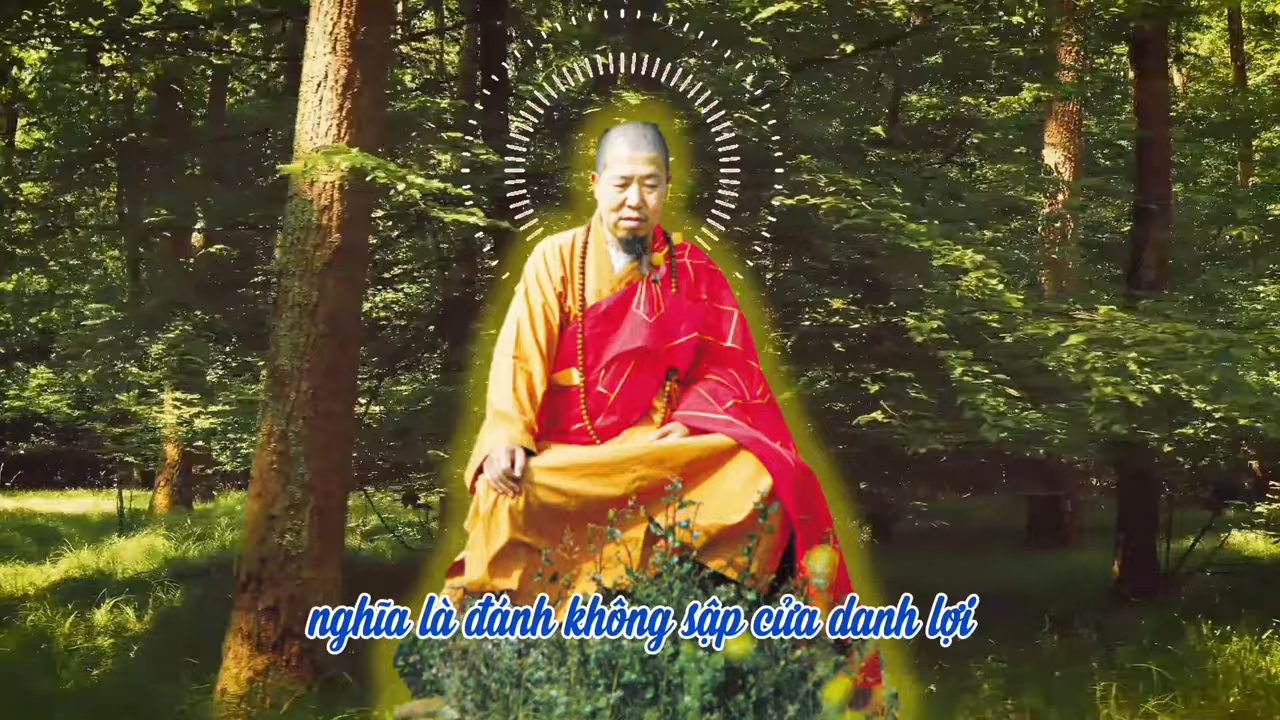 nghĩa là đánh không sập cửa danh lợi